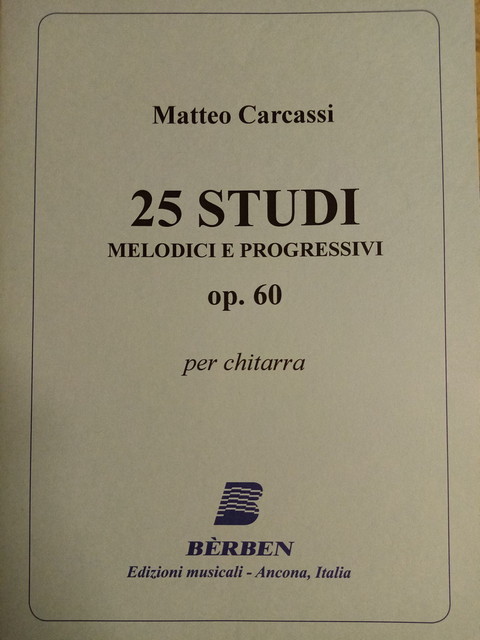 Matteo Carcassi
25 STUDI
MELODICI E PROGRESSIVI
op. 60
per chitarra
B
BÈRBEN
Edizioni musicali - Ancona, Italia